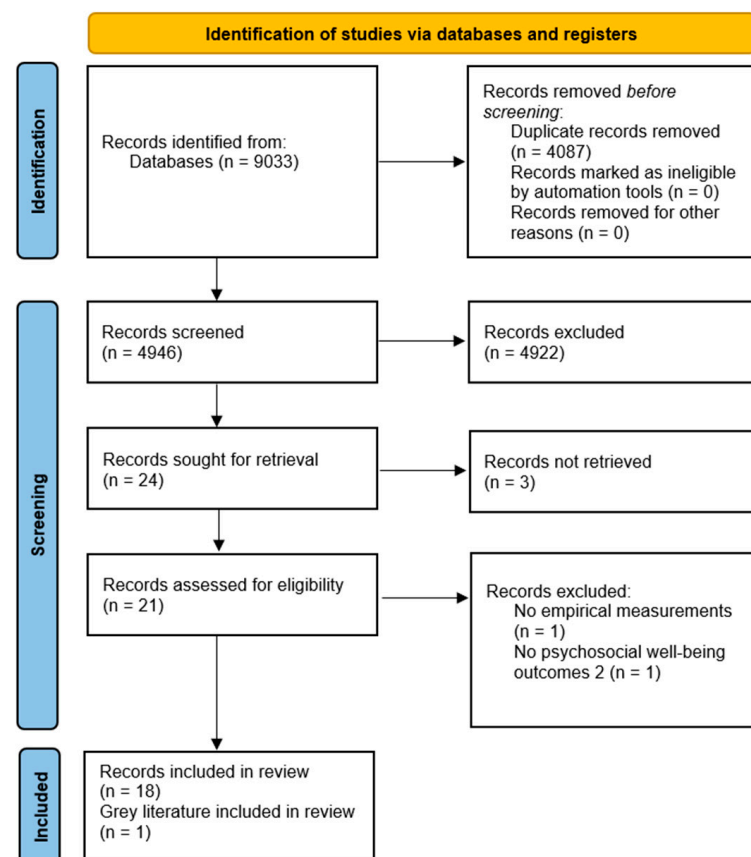 Identification of studies via databases and registers
Identification
Records identified from:
Databases (n = 9033)
Records removed before
screening:
Duplicate records removed
(n = 4087)
Records marked as ineligible
by automation tools (n = 0)
Records removed for other
reasons (n = 0)
Screening
Records screened
(n = 4946)
Records excluded
(n = 4922)
Records sought for retrieval
(n = 24)
Records not retrieved
(n = 3)
Records assessed for eligibility
(n = 21)
Records excluded:
No empirical measurements
(n = 1)
No psychosocial well-being
outcomes 2 (n = 1)
Included
Records included in review
(n = 18)
Grey literature included in review
(n = 1)